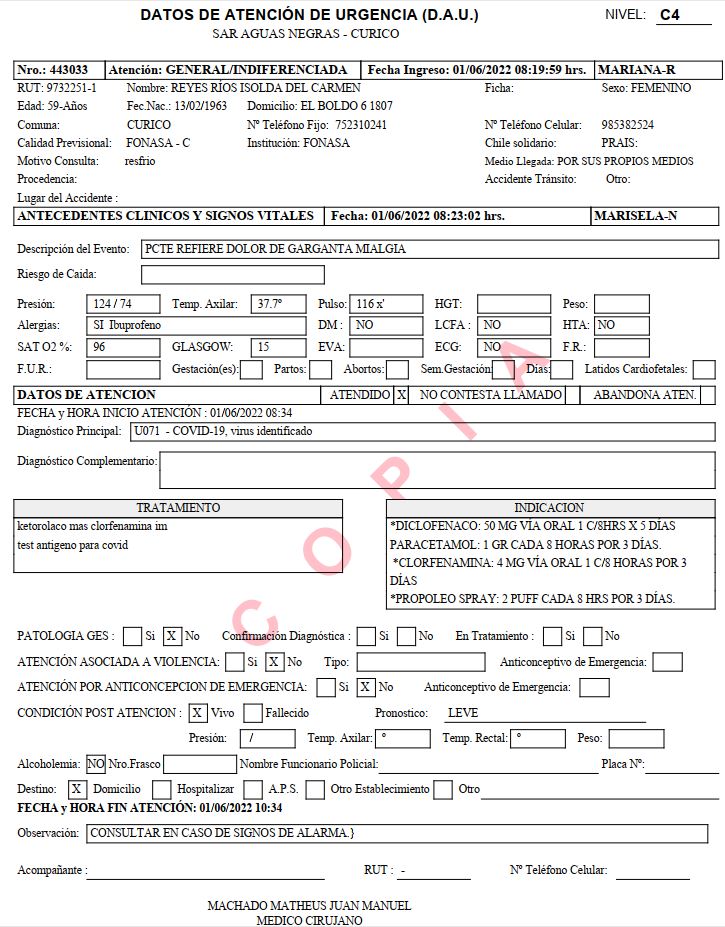 DATOS DE ATENCIÓN DE URGENCIA (D.A.U.) NIVEL: C4
SAR AGUAS NEGRAS - CURICO
Nro.: 443033 Atención: GENERAL/INDIFERENCIADA Fecha Ingreso: 01/06/2022 08:19:59 hrs. MARIANA-R
RUT: 9732251-1 Nombre: REYES RÍOS ISOLDA DEL CARMEN Ficha: Sexo: FEMENINO
Edad: 59-Años Fec.Nac.: 13/02/1963 Domicilio: EL BOLDO 6 1807
Comuna: CURICO Nº Teléfono Fijo: 752310241 Nº Teléfono Celular: 985382524
Calidad Previsional: FONASA - C Institución: FONASA Chile solidario: PRAIS:
Motivo Consulta: resfrio Medio Llegada: POR SUS PROPIOS MEDIOS
Procedencia: Accidente Tránsito: Otro:
Lugar del Accidente :
ANTECEDENTES CLINICOS Y SIGNOS VITALES Fecha: 01/06/2022 08:23:02 hrs. MARISELA-N
Descripción del Evento: PCTE REFIERE DOLOR DE GARGANTA MIALGIA
Riesgo de Caida:
Presión: 124 / 74 Temp. Axilar: 37.7º Pulso: 116 x' HGT: Peso:
Alergias: SI Ibuprofeno DM : NO LCFA : NO HTA: NO
SAT O2 %: 96 GLASGOW: 15 EVA: ECG: NO F.R.:
F.U.R.: Gestación(es): Partos: Abortos: Sem.Gestación: Dias: Latidos Cardiofetales:
DATOS DE ATENCION ATENDIDO X NO CONTESTA LLAMADO ABANDONA ATEN.
FECHA y HORA INICIO ATENCIÓN : 01/06/2022 08:34
Diagnóstico Principal: U071 - COVID-19, virus identificado
Diagnóstico Complementario:
TRATAMIENTO INDICACION
ketorolaco mas clorfenamina im
test antigeno para covid
*DICLOFENACO: 50 MG VÍA ORAL 1 C/8HRS X 5 DÍAS
PARACETAMOL: 1 GR CADA 8 HORAS POR 3 DÍAS.
*CLORFENAMINA: 4 MG VÍA ORAL 1 C/8 HORAS POR 3
DÍAS
*PROPOLEO SPRAY: 2 PUFF CADA 8 HRS POR 3 DÍAS.
COPIA
PATOLOGIA GES : Si X No Confirmación Diagnóstica : Si No En Tratamiento : Si No
ATENCIÓN ASOCIADA A VIOLENCIA: Si X No Tipo: Anticonceptivo de Emergencia:
ATENCIÓN POR ANTICONCEPCION DE EMERGENCIA: Si X No Anticonceptivo de Emergencia:
CONDICIÓN POST ATENCION : X Vivo Fallecido Pronostico: LEVE
Presión: / Temp. Axilar: º Temp. Rectal: º Peso:
Alcoholemia: NO Nro.Frasco Nombre Funcionario Policial: Placa Nº:
Destino: X Domicilio Hospitalizar A.P.S. Otro Establecimiento Otro
FECHA y HORA FIN ATENCIÓN: 01/06/2022 10:34
Observación: CONSULTAR EN CASO DE SIGNOS DE ALARMA.}
Acompañante : RUT : - Nº Teléfono Celular:
MACHADO MATHEUS JUAN MANUEL
MEDICO CIRUJANO